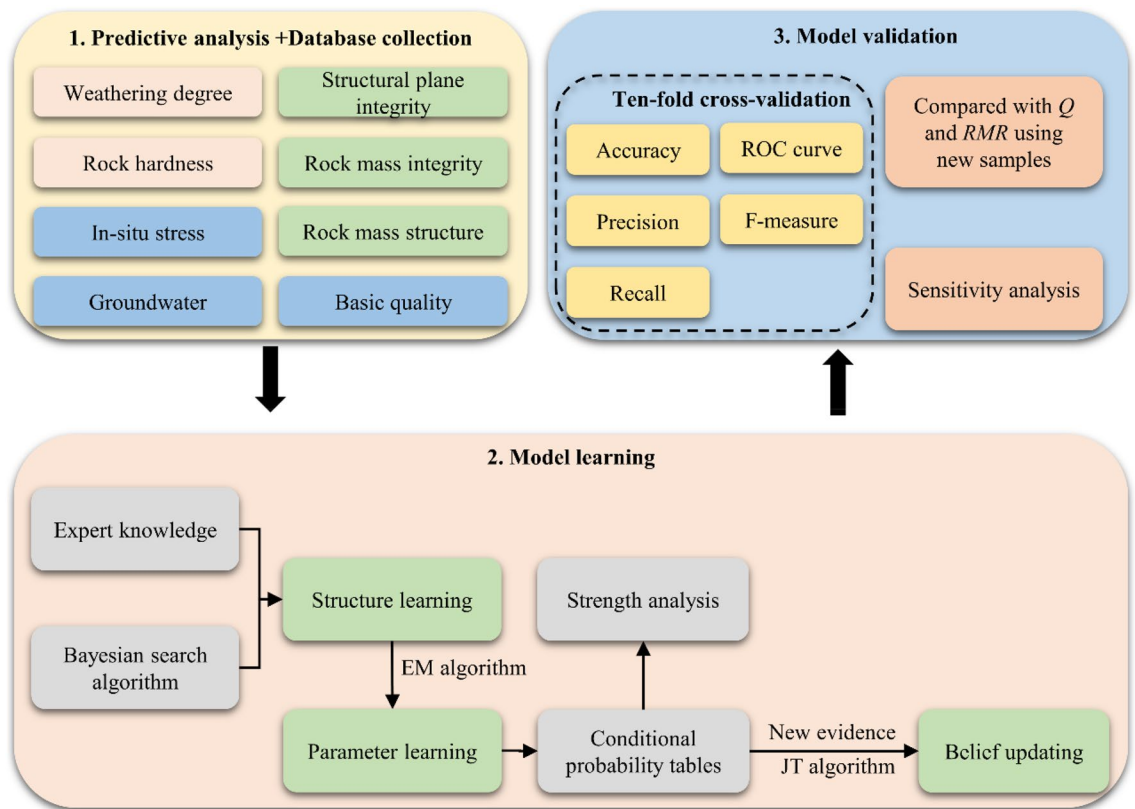 1. Predictive analysis +Database collection
Weathering degree
Structural plane
integrity
Rock hardness
Rock mass integrity
In-situ stress
Rock mass structure
Groundwater
Basic quality
3. Model validation
Ten-fold cross-validation
Accuracy
ROC curve
Precision
F-measure
Recall
Compared with Q
and RMR using
new samples
Sensitivity analysis
2. Model learning
Expert knowledge
Bayesian search
algorithm
Structure learning
EM algorithm
Parameter learning
Strength analysis
Conditional
probability tables
New evidence
JT algorithm
Belief updating